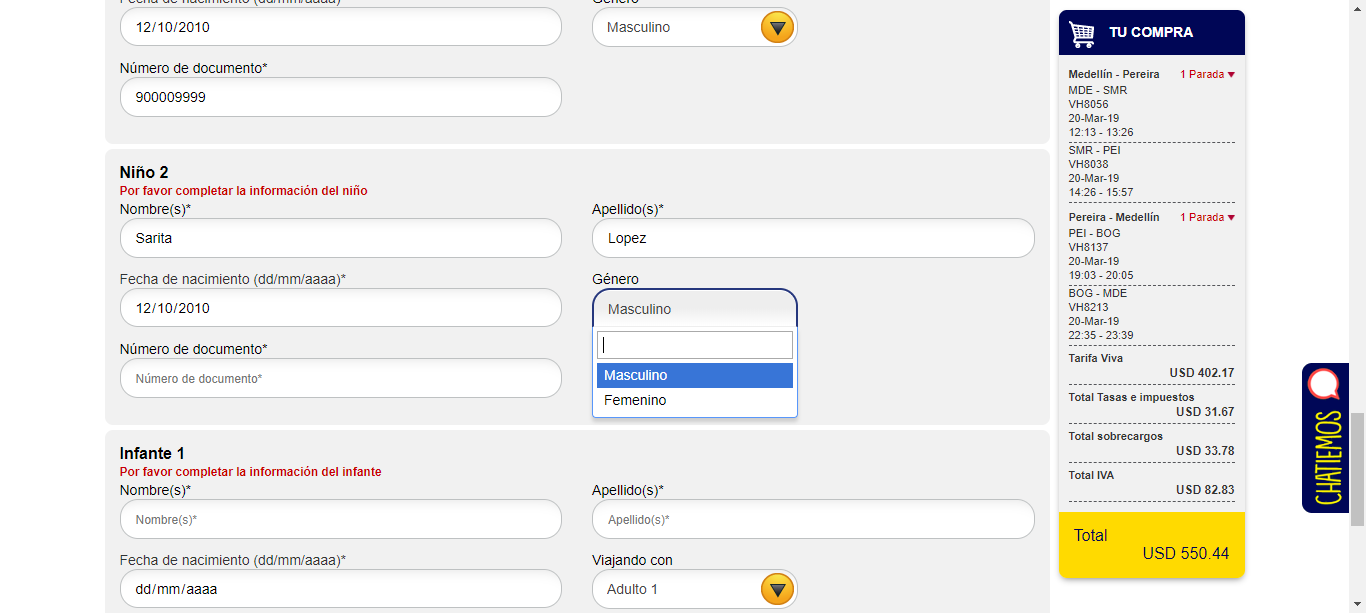 Fecha de nacimiento (dd/mm/aaaa)*
Género
12/10/2010
Masculino
Número de documento*
900009999
Niño 2
Por favor completar la información del niño
Nombre(s)*
Apellido(s)*
Sarita
Lopez
Fecha de nacimiento (dd/mm/aaaa)*
Género
12/10/2010
Masculino
Número de documento*
Número de documento*
Masculino
Femenino
Infante 1
Por favor completar la información del infante
Nombre(s)*
Apellido(s)*
Nombre(s)*
Apellido(s)*
Fecha de nacimiento (dd/mm/aaaa)*
Viajando con
dd/mm/aaaa
Adulto 1
TU COMPRA
Medellín - Pereira 1 Parada
MDE - SMR
VH8056
20-Mar-19
12:13 - 13:26
SMR - PEI
VH8038
20-Mar-19
14:26 - 15:57
Pereira - Medellín 1 Parada
PEI - BOG
VH8137
20-Mar-19
19:03 - 20:05
BOG - MDE
VH8213
20-Mar-19
22:35 - 23:39
Tarifa Viva
USD 402.17
Total Tasas e impuestos
USD 31.67
Total sobrecargos
USD 33.78
Total IVA
USD 82.83
Total
USD 550.44
CHATIEMOS